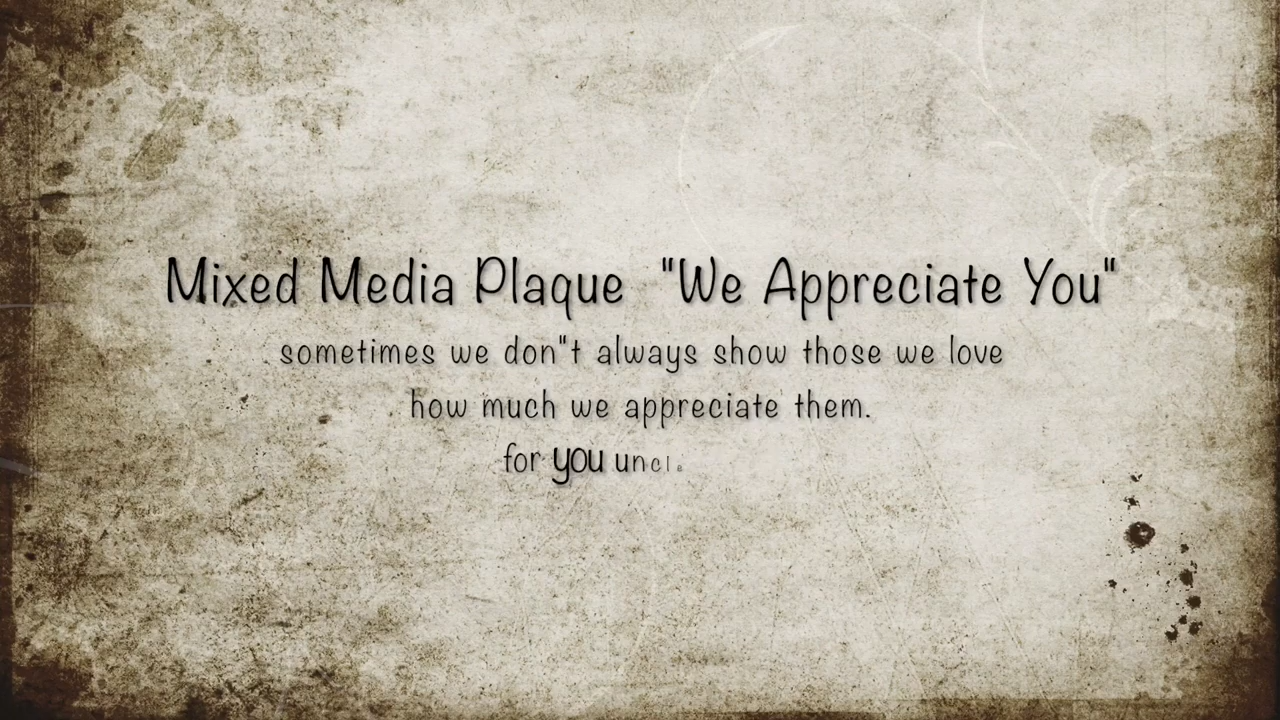 Mixed Media Plaque "We Appreciate You"
sometimes we don"t always show those we love
how much we appreciate them.
for you uncle